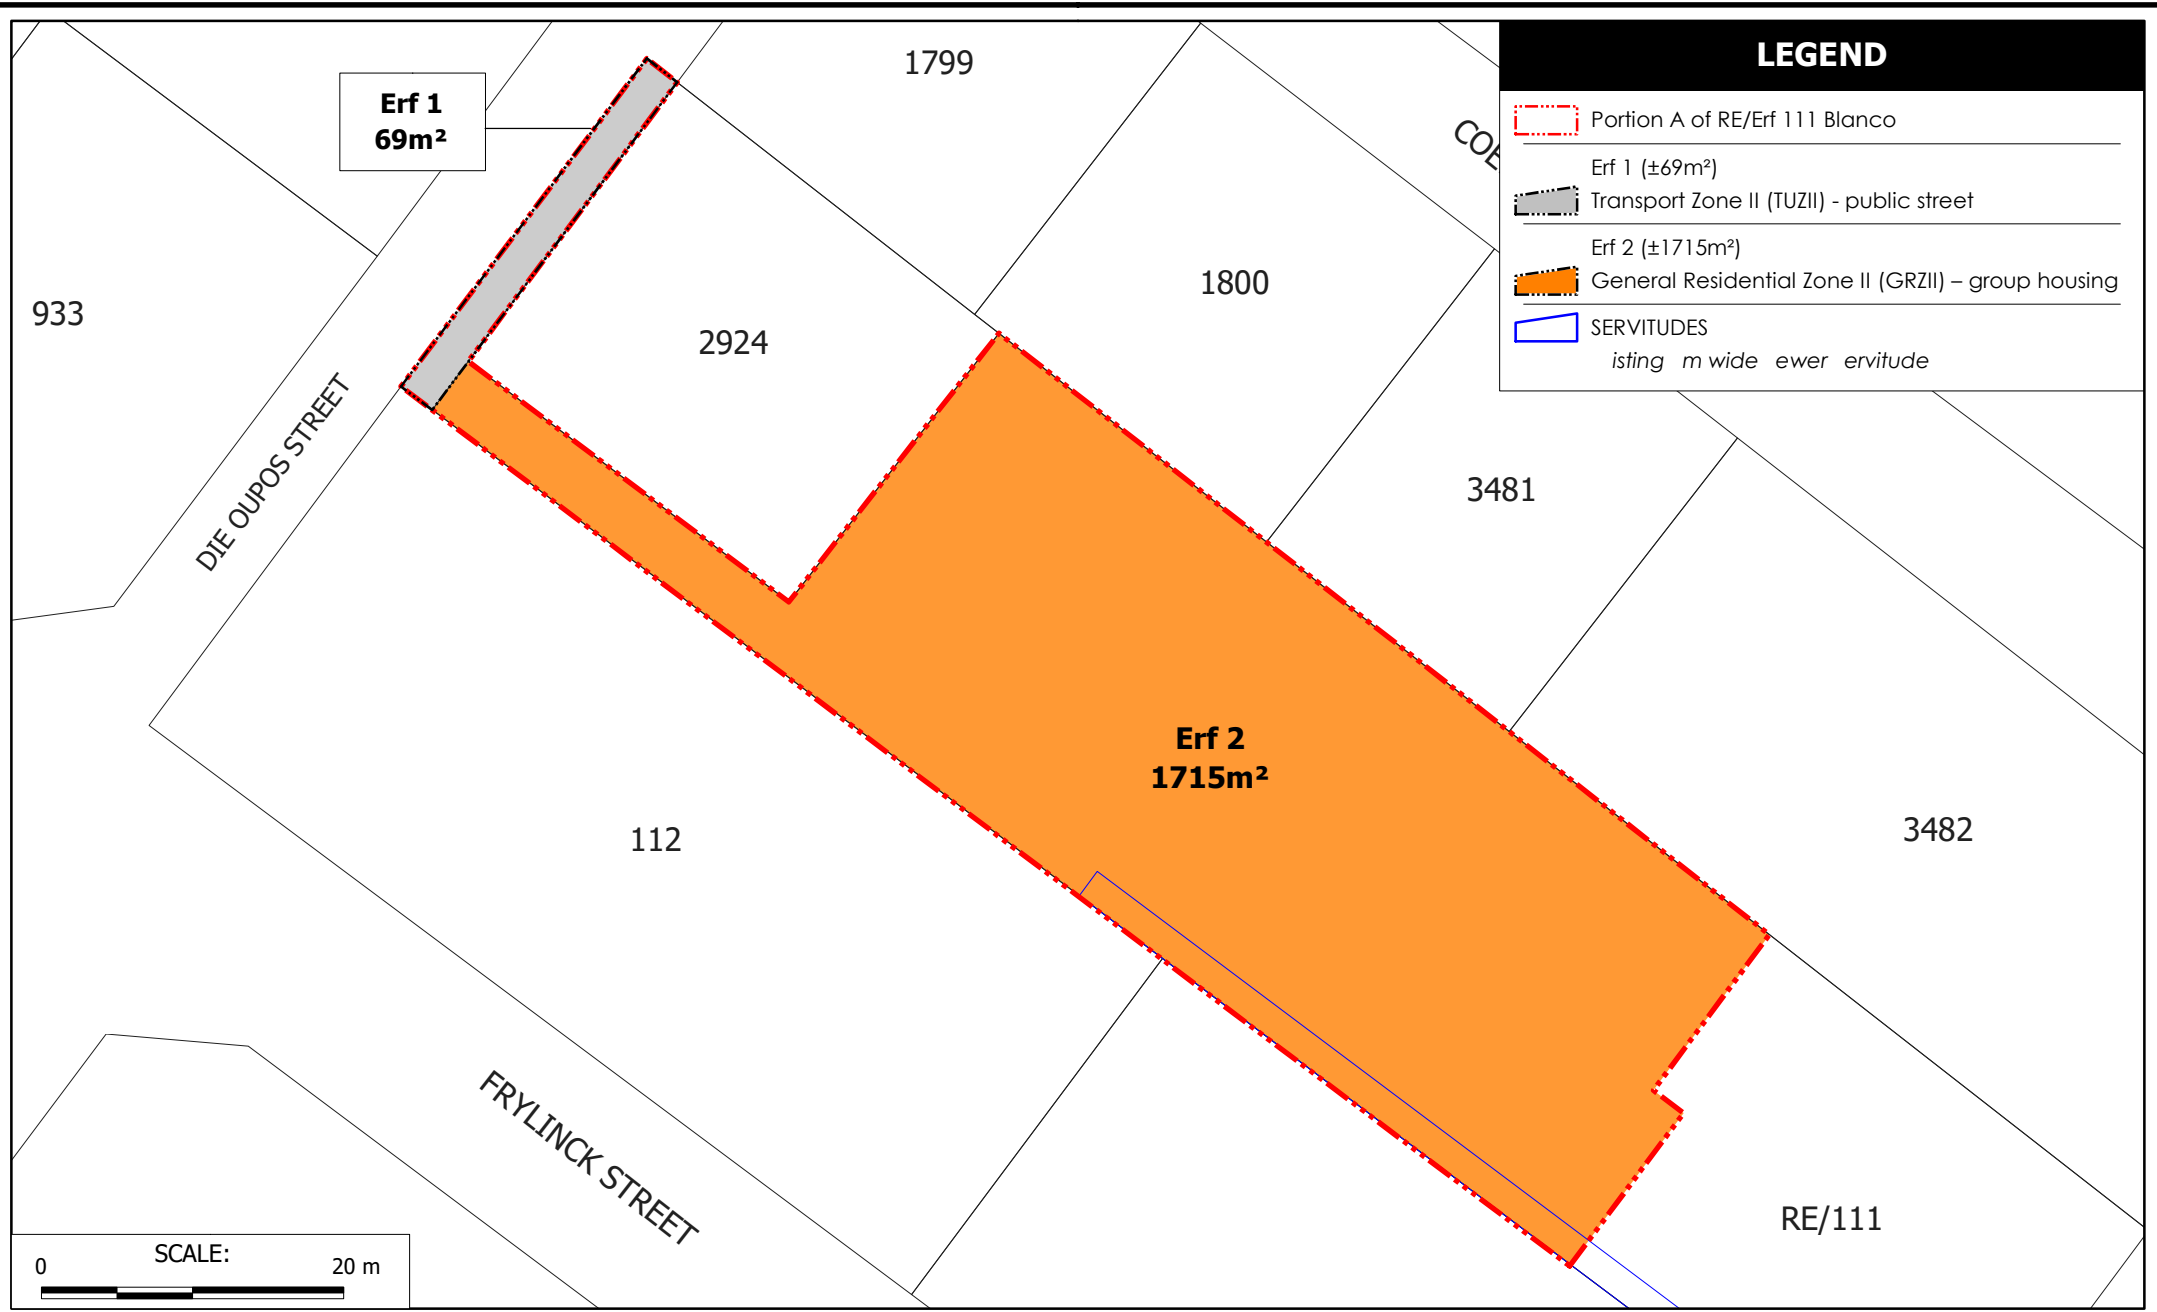 LEGEND
Portion A of RE/Erf 111 Blanco
Erf 1 (±69m²)
Transport Zone II (TUZII) - public street
Erf 2 (±1715m²)
General Residential Zone II (GRZII) – group housing
SERVITUDES
isting m wide ewer ervitude
Erf 1
69m²
1799
COE
1800
933
2924
3481
DIE OUPOS STREET
Erf 2
1715m²
112
3482
FRYLINCK STREET
RE/111
SCALE:
0 20 m